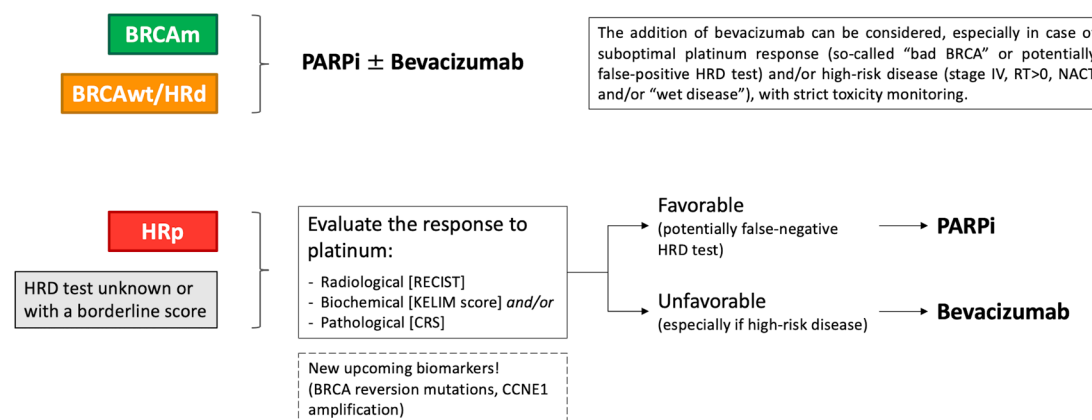 BRCAm
BRCAwt/HRd
PARPi ± Bevacizumab
The addition of bevacizumab can be considered, especially in case of
suboptimal platinum response (so-called “bad BRCA” or potentially
false-positive HRD test) and/or high-risk disease (stage IV, RT>0, NACT
and/or “wet disease”), with strict toxicity monitoring.
HRp
HRD test unknown or
with a borderline score
Evaluate the response to
platinum:
- Radiological [RECIST]
- Biochemical [KELIM score] and/or
- Pathological [CRS]
New upcoming biomarkers!
(BRCA reversion mutations, CCNE1
amplification)
Favorable
(potentially false-negative
HRD test)
PARPi
Unfavorable
(especially if high-risk disease)
Bevacizumab